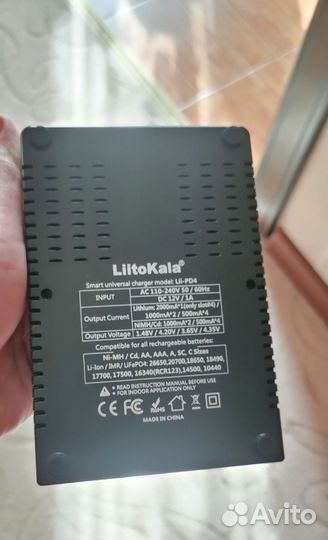 LiitoKala®
Smart universal charger model: Lii-PD4
INPUT
AC 110-240V 50 / 60Hz
DC 12V / 1A
Output Current
Lithium: 2000mA*1(only slot4) /
1000mA*2 / 500mA*4
NiMH/Cd: 1000mA*2 / 500mA*4
Output Voltage
1.48V / 4.20V / 3.65V / 4.35V
Compatible for all rechargeable batteries:
Ni-MH / Cd, AA, AAA, A, SC, C Sizes
Li-Ion / IMR/ LiFePO4: 26650,20700,18650, 18490,
17700, 17500, 16340(RCR123),14500, 10440
READ INSTRUCTION MANUAL BEFORE USE
FOR INDOOR APPLICATION ONLY
CE FC RoHS
MADE IN CHINA
Avito